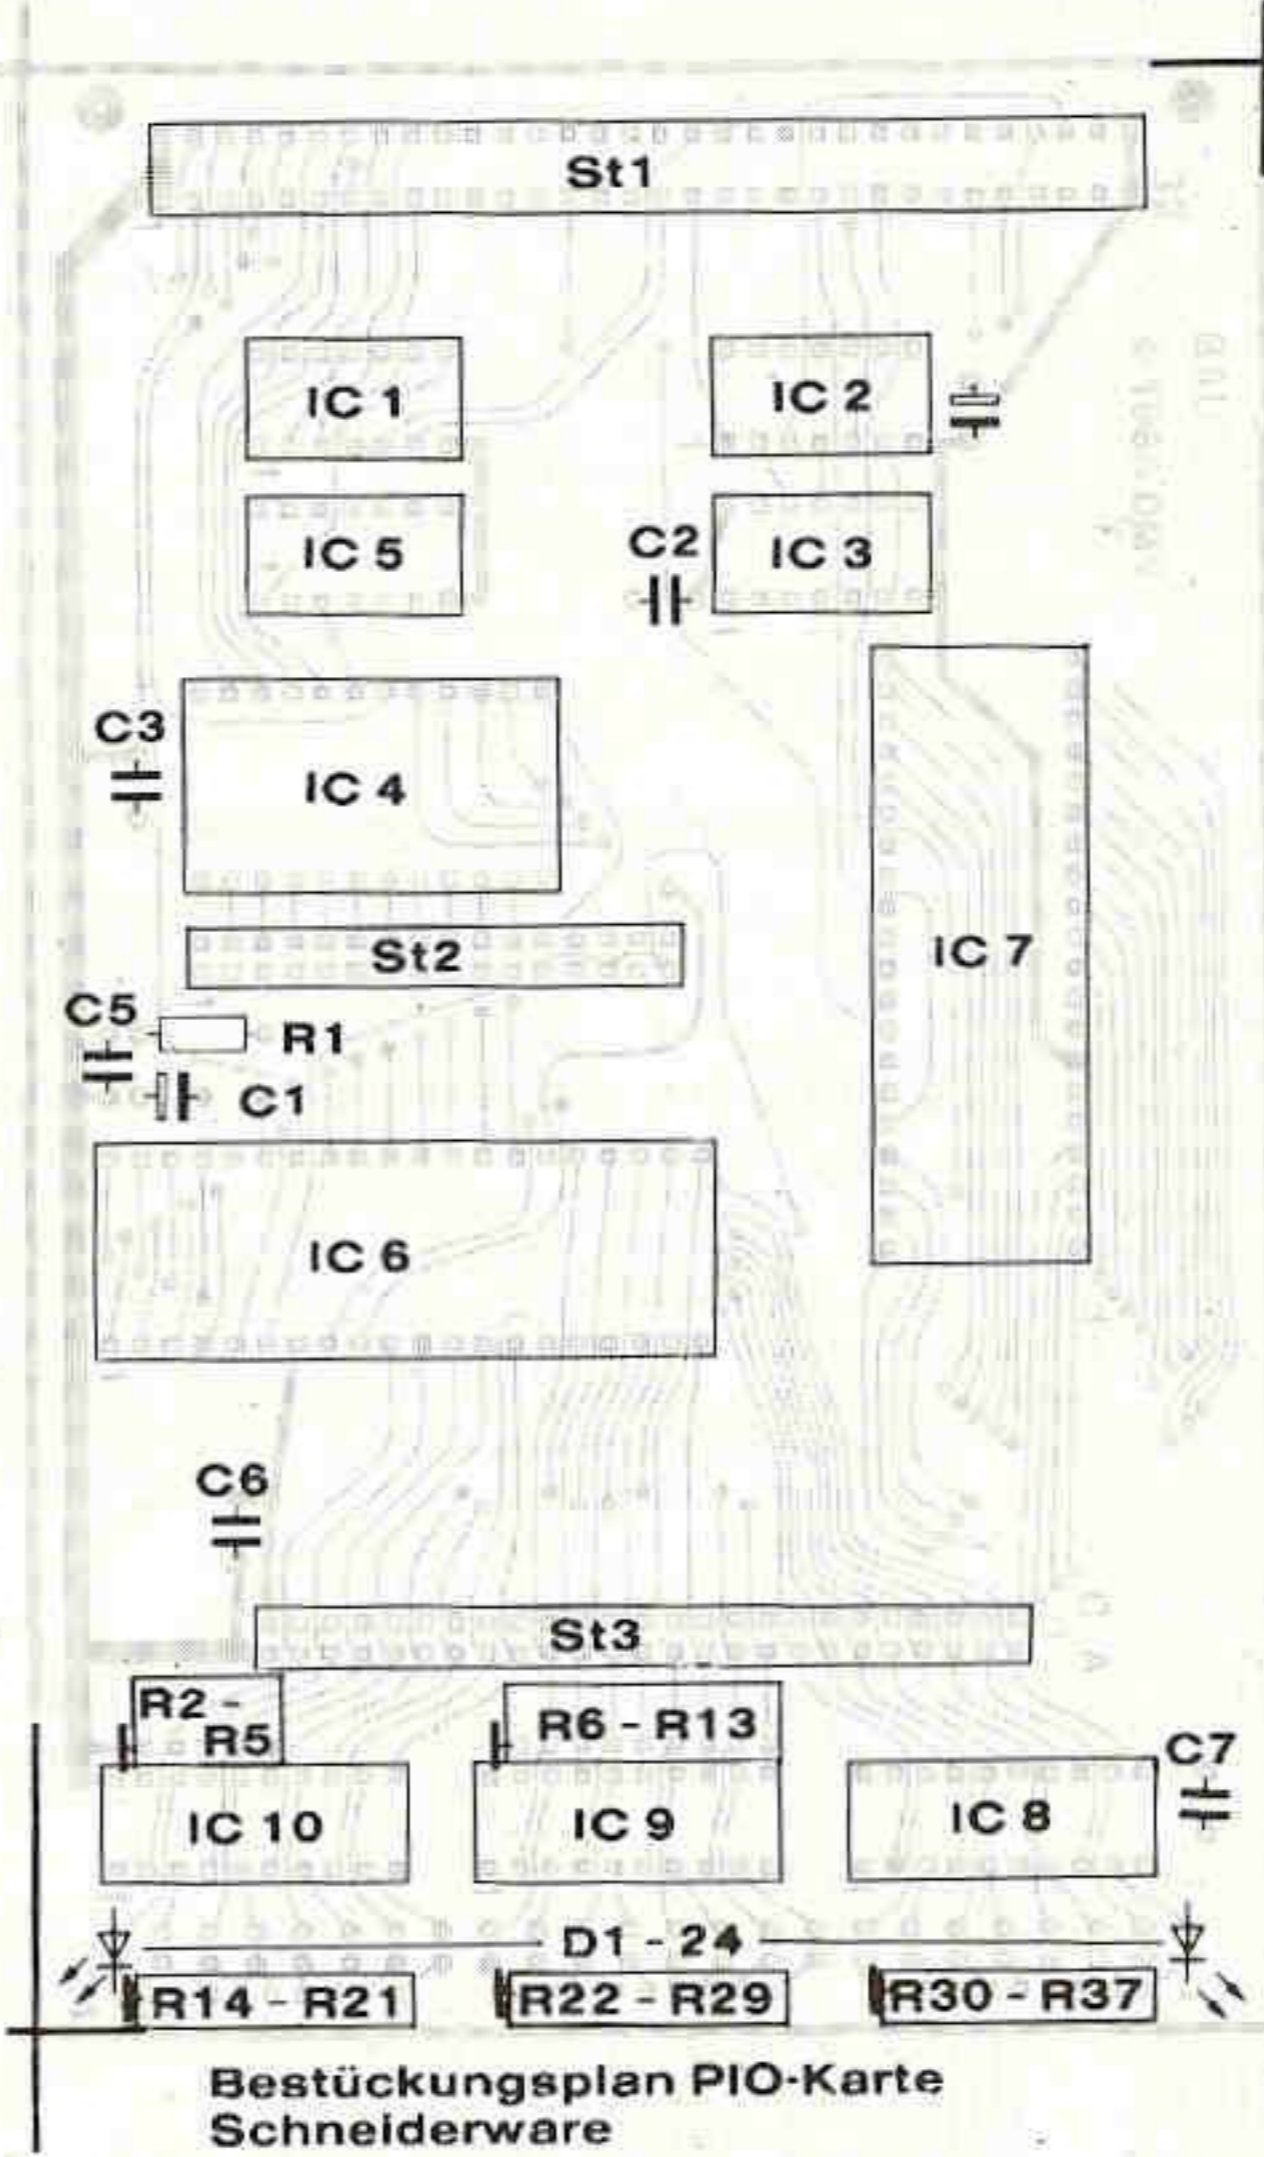 St1
IC 1
IC 2
IC 5
C2
IC 3
C3
IC 4
St2
IC 7
C5
R1
C1
IC 6
C6
St3
R2 -
R5
R6 - R13
C7
IC 10
IC 9
IC 8
D1 - 24
R14 - R21
R22 - R29
R30 - R37
Bestückungsplan PIO-Karte
Schneiderware